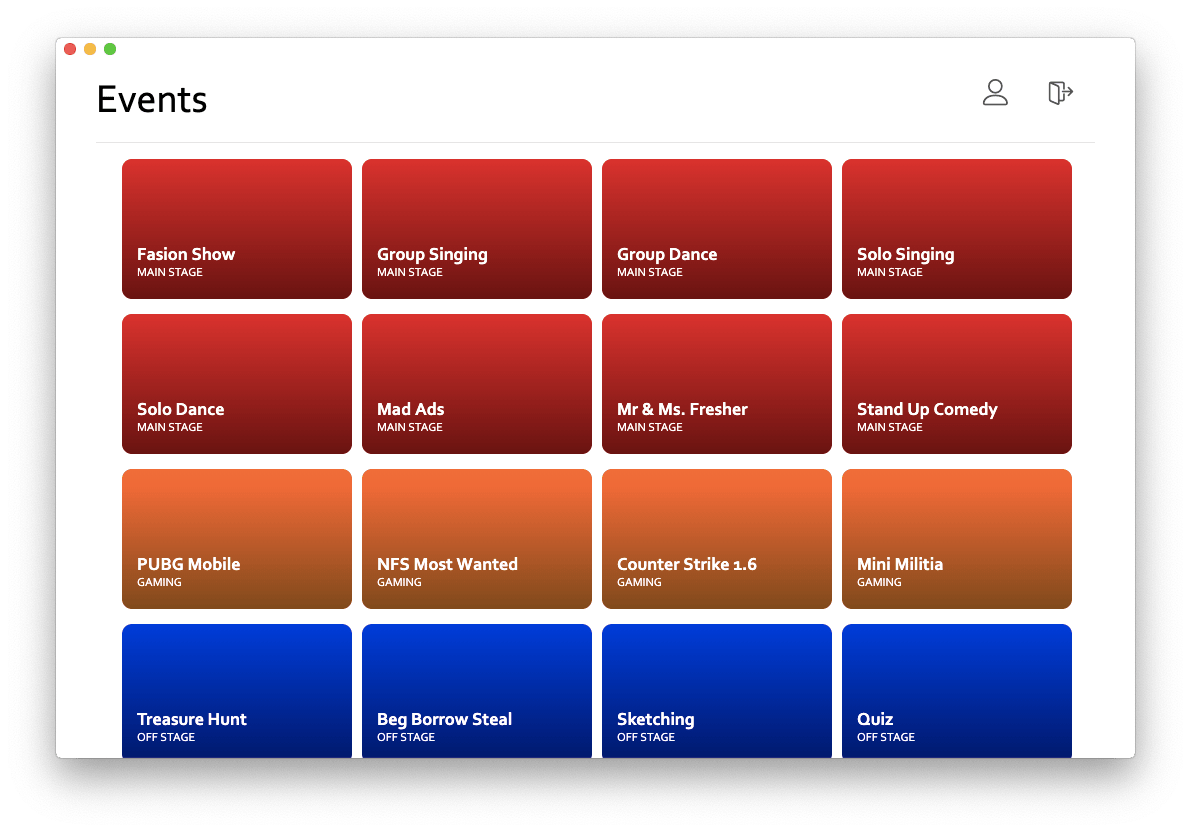 Events
Fasion Show
MAIN STAGE
Group Singing
MAIN STAGE
Group Dance
MAIN STAGE
Solo Singing
MAIN STAGE
Solo Dance
MAIN STAGE
Mad Ads
MAIN STAGE
Mr & Ms. Fresher
MAIN STAGE
Stand Up Comedy
MAIN STAGE
PUBG Mobile
GAMING
NFS Most Wanted
GAMING
Counter Strike 1.6
GAMING
Mini Militia
GAMING
Treasure Hunt
OFF STAGE
Beg Borrow Steal
OFF STAGE
Sketching
OFF STAGE
Quiz
OFF STAGE